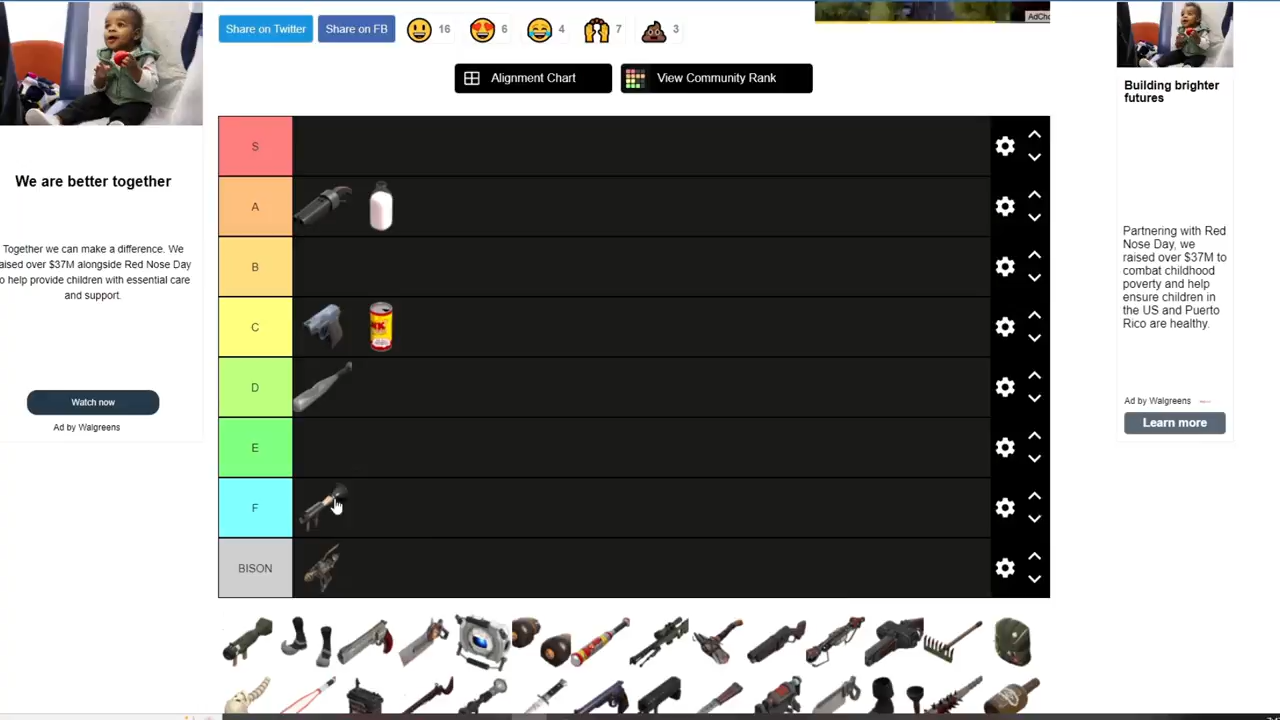 Share on Twitter
Share on FB
16
6
4
7
3
AdCho
Alignment Chart
View Community Rank
We are better together
Together we can make a difference. We
aised over $37M alongside Red Nose Day
o help provide children with essential care
and support.
Watch now
Ad by Walgreens
S
A
B
C
D
E
F
BISON
Building brighter
futures
Partnering with Red
Nose Day, we
raised over $37M to
combat childhood
poverty and help
ensure children in
the US and Puerto
Rico are healthy.
Ad by Walgreens
Learn more